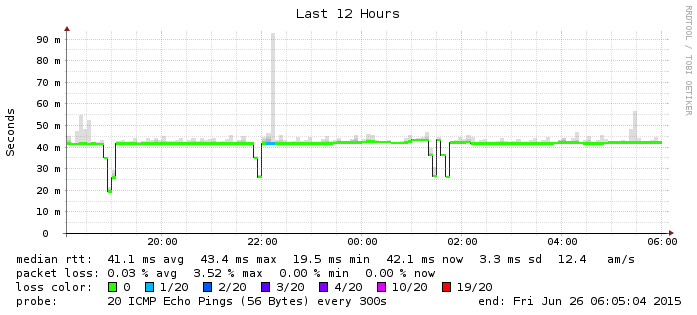 Last 12 Hours
RRDTOOL / TOBI OETIKER
Seconds
90 m
80 m
70 m
60 m
50 m
40 m
30 m
20 m
10 m
0
20:00 22:00 00:00 02:00 04:00 06:00
median rtt: 41.1 ms avg 43.4 ms max 19.5 ms min 42.1 ms now 3.3 ms sd 12.4 am/s
packet loss: 0.03 % avg 3.52 % max 0.00 % min 0.00 % now
loss color: 0 1/20 2/20 3/20 4/20 10/20 19/20
probe: 20 ICMP Echo Pings (56 Bytes) every 300s end: Fri Jun 26 06:05:04 2015